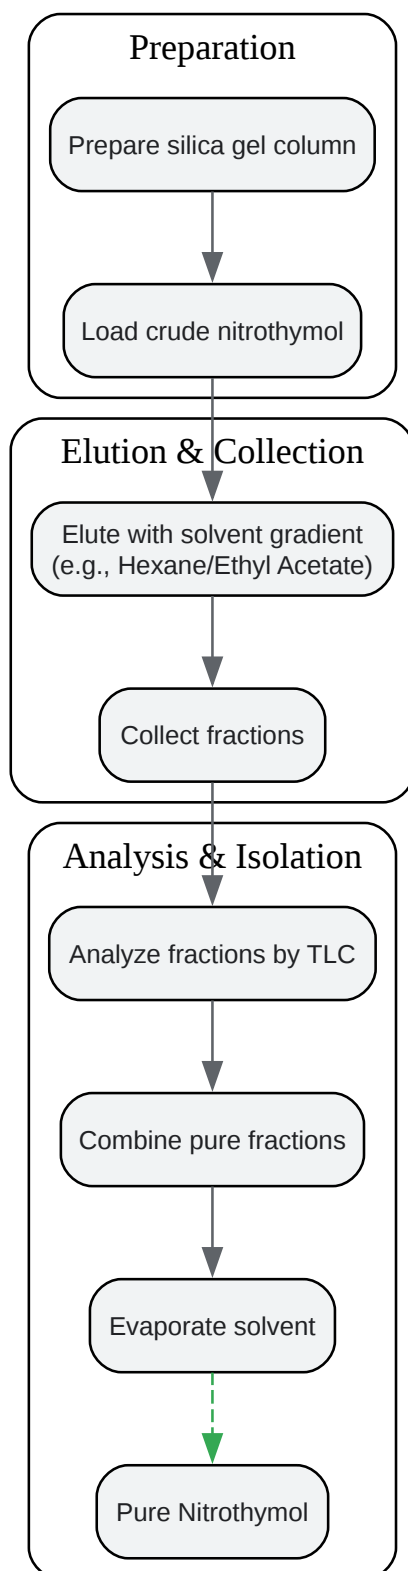 Preparation
Prepare silica gel column
Load crude nitrothymol
Elution & Collection
Elute with solvent gradient
(e.g., Hexane/Ethyl Acetate)
Collect fractions
Analysis & Isolation
Analyze fractions by TLC
Combine pure fractions
Evaporate solvent
Pure Nitrothymol